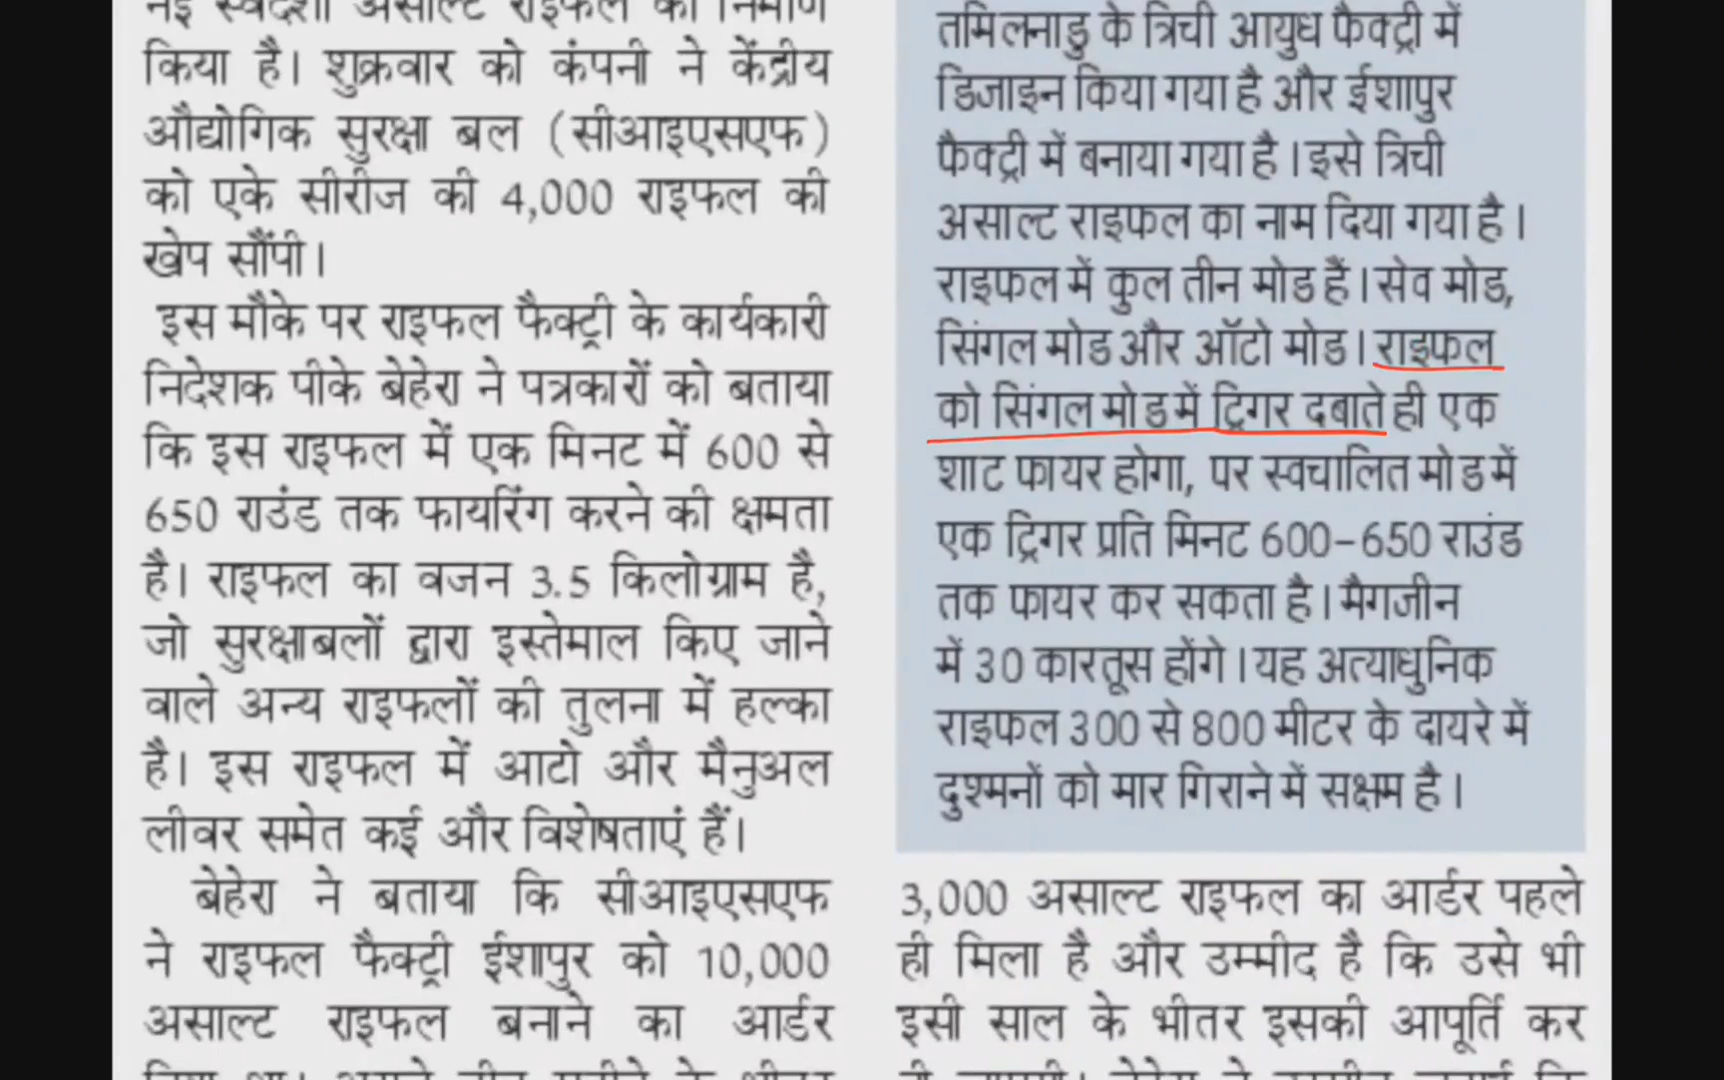 नई स्वदेशी असाल्ट राइफल का निर्माण
किया है। शुक्रवार को कंपनी ने केंद्रीय
औद्योगिक सुरक्षा बल (सीआइएसएफ)
को एके सीरीज की 4,000 राइफल की
खेप सौंपी।
इस मौके पर राइफल फैक्ट्री के कार्यकारी
निदेशक पीके बेहेरा ने पत्रकारों को बताया
कि इस राइफल में एक मिनट में 600 से
650 राउंड तक फायरिंग करने की क्षमता
है। राइफल का वजन 3.5 किलोग्राम है,
जो सुरक्षाबलों द्वारा इस्तेमाल किए जाने
वाले अन्य राइफलों की तुलना में हल्का
है। इस राइफल में आटो और मैनुअल
लीवर समेत कई और विशेषताएं हैं।
बेहेरा ने बताया कि सीआइएसएफ
ने राइफल फैक्ट्री ईशापुर को 10,000
असाल्ट राइफल बनाने का आर्डर
तमिलनाडु के त्रिची आयुध फैक्ट्री में
डिजाइन किया गया है और ईशापुर
फैक्ट्री में बनाया गया है। इसे त्रिची
असाल्ट राइफल का नाम दिया गया है।
राइफल में कुल तीन मोड हैं। सेव मोड,
सिंगल मोड और ऑटो मोड। राइफल
को सिंगल मोड में ट्रिगर दबाते ही एक
शाट फायर होगा, पर स्वचालित मोड में
एक ट्रिगर प्रति मिनट 600-650 राउंड
तक फायर कर सकता है। मैगजीन
में 30 कारतूस होंगे। यह अत्याधुनिक
राइफल 300 से 800 मीटर के दायरे में
दुश्मनों को मार गिराने में सक्षम है।
3,000 असाल्ट राइफल का आर्डर पहले
ही मिला है और उम्मीद है कि उसे भी
इसी साल के भीतर इसकी आपूर्ति कर